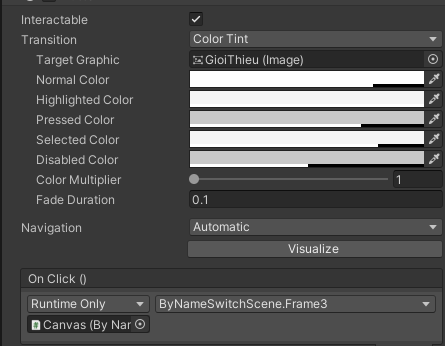 Interactable
Transition Color Tint
Target Graphic GioiThieu (Image)
Normal Color
Highlighted Color
Pressed Color
Selected Color
Disabled Color
Color Multiplier 1
Fade Duration 0.1
Navigation Automatic
Visualize
On Click ()
Runtime Only ByNameSwitchScene.Frame3
Canvas (By Nar